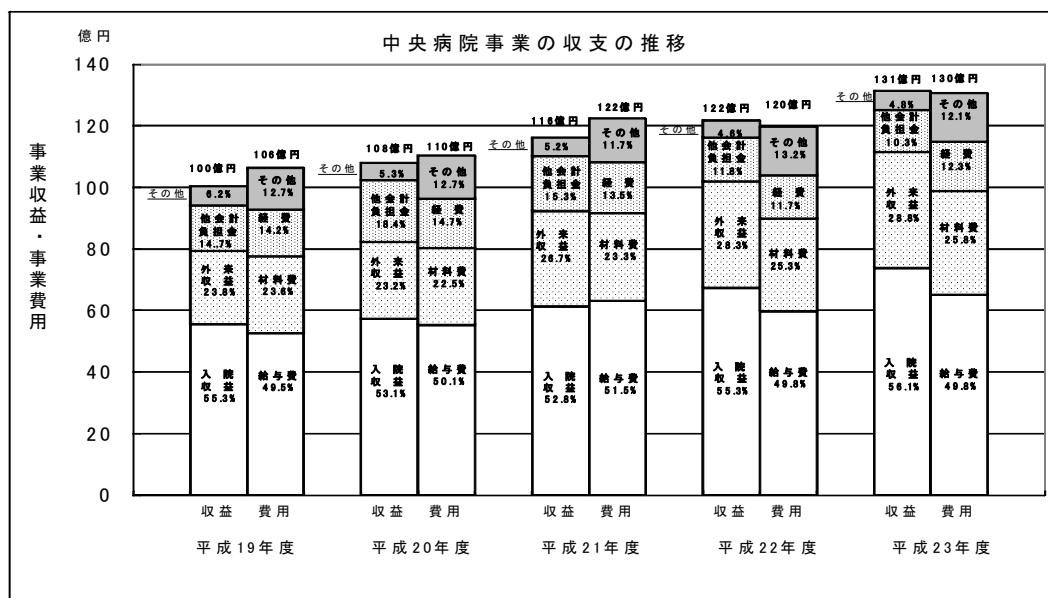 億円
中央病院事業の収支の推移
事業収益・事業費用
140
120
100
80
60
40
20
0
100億円
その他
6.2%
他会計
負担金
14..7%
外来
収益
23.8%
入院
収益
55.3%
106億円
その他
12.7%
経費
14.2%
材料費
23.6%
給与費
49.5%
108億円
その他
5.3%
他会計
負担金
18.4%
外来
収益
23.2%
入院
収益
53.1%
110億円
その他
12.7%
経費
14.7%
材料費
22.5%
給与費
50.1%
116億円
その他
5.2%
他会計
負担金
15.3%
外来
収益
26.7%
入院
収益
52.8%
122億円
その他
11.7%
経費
13.5%
材料費
23.3%
給与費
51.5%
122億円
その他
4.6%
他会計
負担金
11.8%
外来
収益
28.3%
入院
収益
55.3%
120億円
その他
13.2%
経費
11.7%
材料費
25.3%
給与費
49.8%
131億円
その他
4.8%
他会計
負担金
10.3%
外来
収益
28.8%
入院
収益
56.1%
130億円
その他
12.1%
経費
12.3%
材料費
25.8%
給与費
49.8%
収益 費用 収益 費用 収益 費用 収益 費用 収益 費用
平成19年度 平成20年度 平成21年度 平成22年度 平成23年度